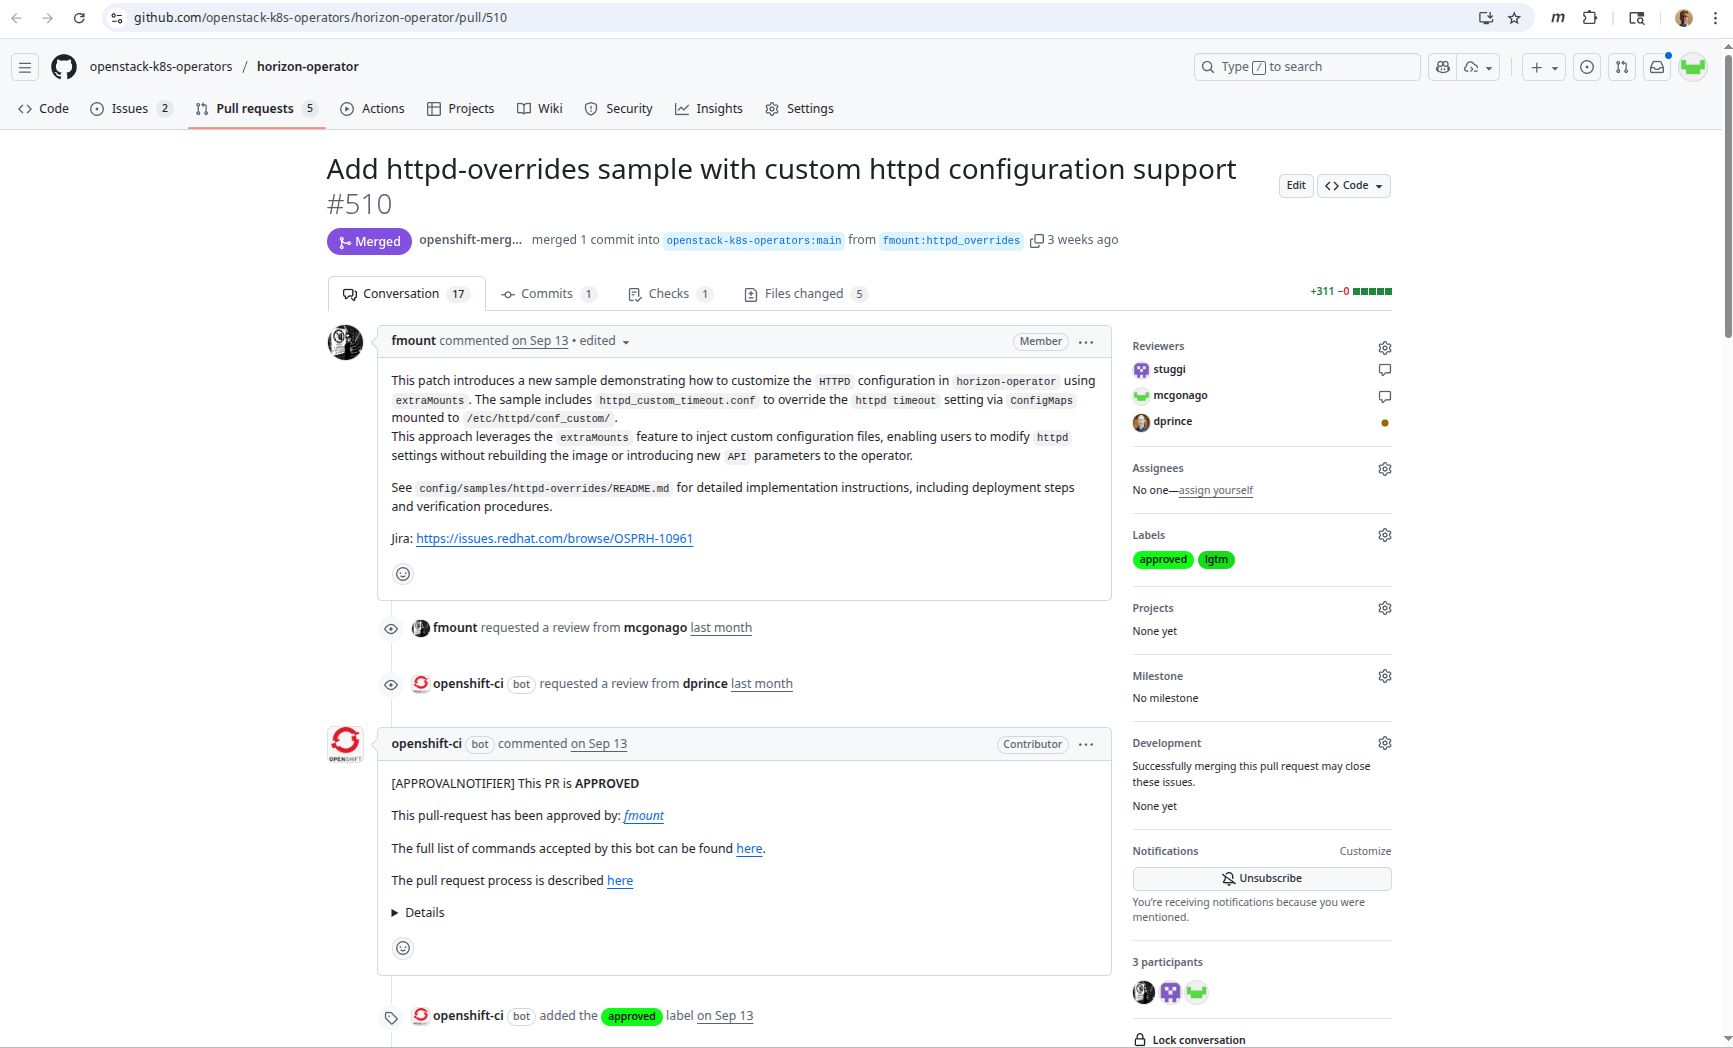 github.com/openstack-k8s-operators/horizon-operator/pull/510
openstack-k8s-operators / horizon-operator
Type / to search
Code
Issues 2
Pull requests 5
Actions
Projects
Wiki
Security
Insights
Settings
Add httpd-overrides sample with custom httpd configuration support
#510
Edit
Code
Merged openshift-merg... merged 1 commit into openstack-k8s-operators:main from fmount:httpd_overrides 3 weeks ago
Conversation 17
Commits 1
Checks 1
Files changed 5
+311 −0
fmount commented on Sep 13 • edited
Member
This patch introduces a new sample demonstrating how to customize the HTTPD configuration in horizon-operator using
extraMounts. The sample includes httpd_custom_timeout.conf to override the httpd timeout setting via ConfigMaps
mounted to /etc/httpd/conf_custom/.
This approach leverages the extraMounts feature to inject custom configuration files, enabling users to modify httpd
settings without rebuilding the image or introducing new API parameters to the operator.
See config/samples/httpd-overrides/README.md for detailed implementation instructions, including deployment steps
and verification procedures.
Jira: https://issues.redhat.com/browse/OSPRH-10961
fmount requested a review from mcgonago last month
openshift-ci bot requested a review from dprince last month
OPENSHIFT
openshift-ci bot commented on Sep 13
Contributor
[APPROVALNOTIFIER] This PR is APPROVED
This pull-request has been approved by: fmount
The full list of commands accepted by this bot can be found here.
The pull request process is described here
Details
openshift-ci bot added the approved label on Sep 13
Reviewers
stuggi
mcgonago
dprince
Assignees
No one—assign yourself
Labels
approved lgtm
Projects
None yet
Milestone
No milestone
Development
Successfully merging this pull request may close
these issues.
None yet
Notifications Customize
Unsubscribe
You're receiving notifications because you were
mentioned.
3 participants
Lock conversation